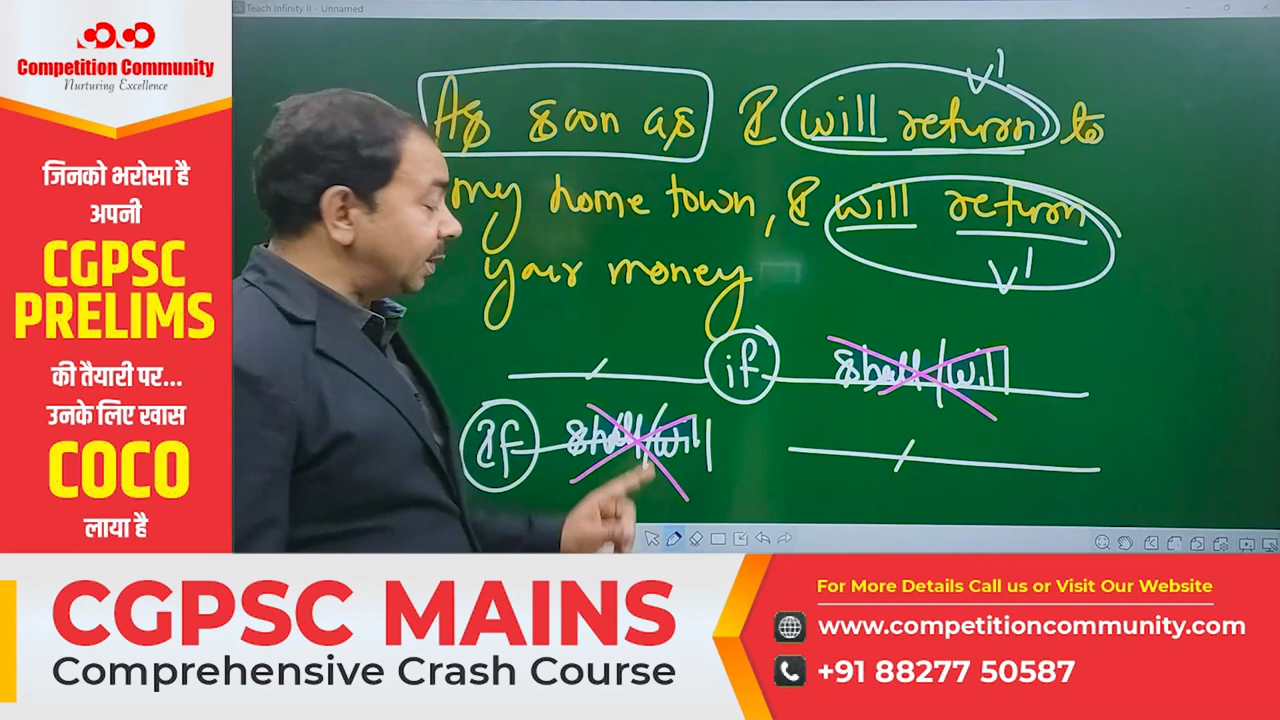 Teach Infinity II - Unnamed
Competition Community
Nurturing Excellence
जिनको भरोसा है
अपनी
CGPSC
PRELIMS
की तैयारी पर...
उनके लिए खास
COCO
लाया है
V1
As soon as I will return to
my home town, I will return
V1
your money
if shall/will
If shall/will
CGPSC MAINS
Comprehensive Crash Course
For More Details Call us or Visit Our Website
www.competitioncommunity.com
+91 88277 50587